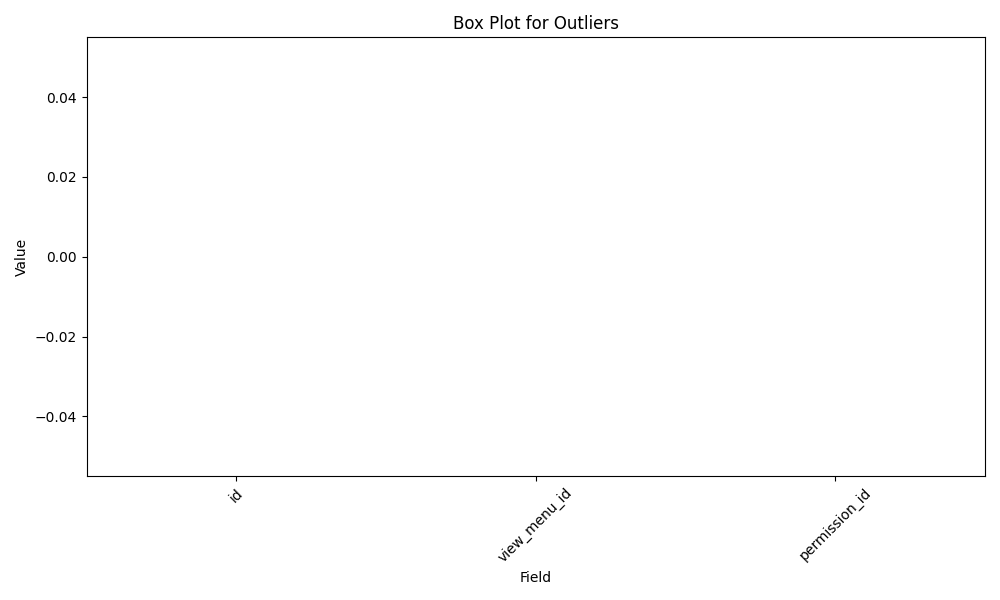 Box Plot for Outliers
0.04
0.02
0.00
−0.02
−0.04
Value
id
view_menu_id
permission_id
Field